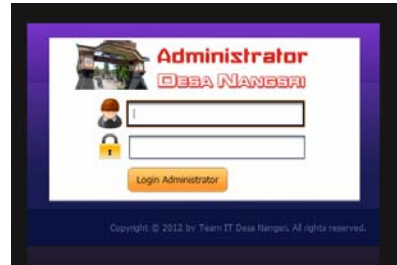 Administrator
DESA NANGSRI
Login Administrator
Copyright © 2012 by Team IT Desa Nangsri. All rights reserved.